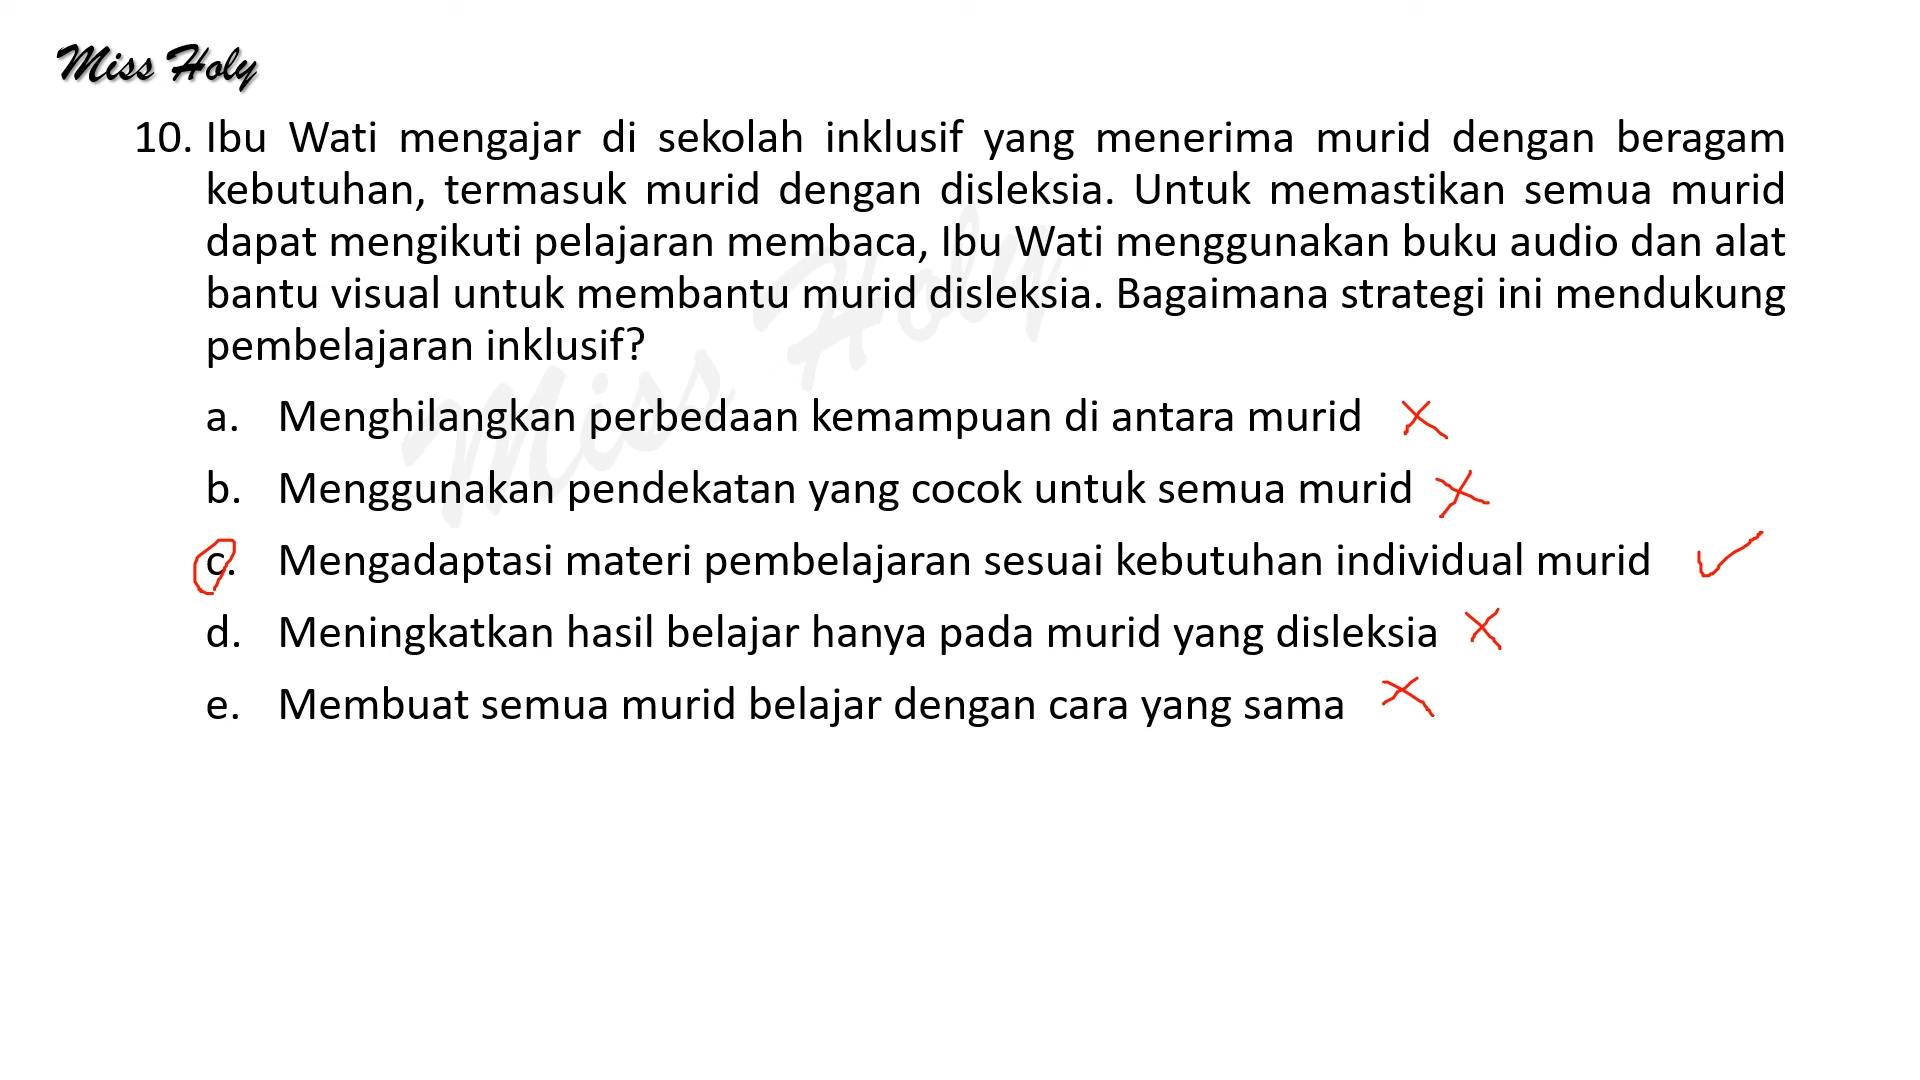 Miss Holy
10. Ibu Wati mengajar di sekolah inklusif yang menerima murid dengan beragam
kebutuhan, termasuk murid dengan disleksia. Untuk memastikan semua murid
dapat mengikuti pelajaran membaca, Ibu Wati menggunakan buku audio dan alat
bantu visual untuk membantu murid disleksia. Bagaimana strategi ini mendukung
pembelajaran inklusif?
Miss Holy
a. Menghilangkan perbedaan kemampuan di antara murid
b. Menggunakan pendekatan yang cocok untuk semua murid
c. Mengadaptasi materi pembelajaran sesuai kebutuhan individual murid
d. Meningkatkan hasil belajar hanya pada murid yang disleksia
e. Membuat semua murid belajar dengan cara yang sama